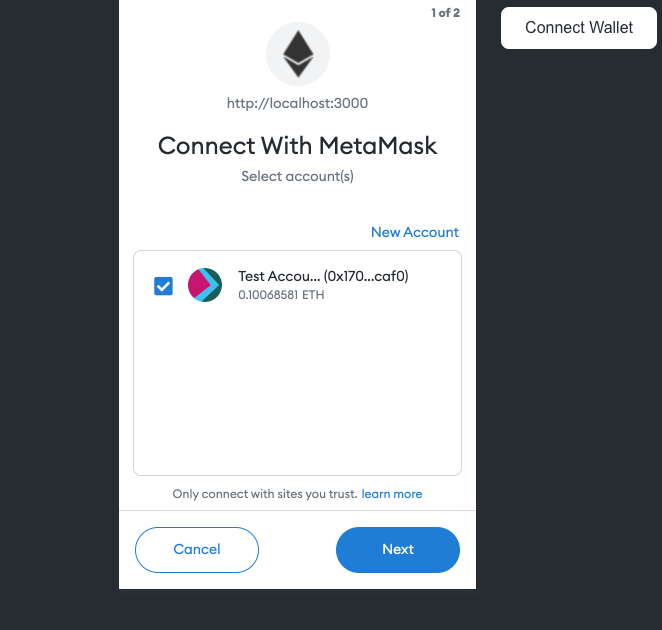 1 of 2
Connect Wallet
http://localhost:3000
Connect With MetaMask
Select account(s)
New Account
Test Accou... (0x170...caf0)
0.10068581 ETH
Only connect with sites you trust. learn more
Cancel
Next